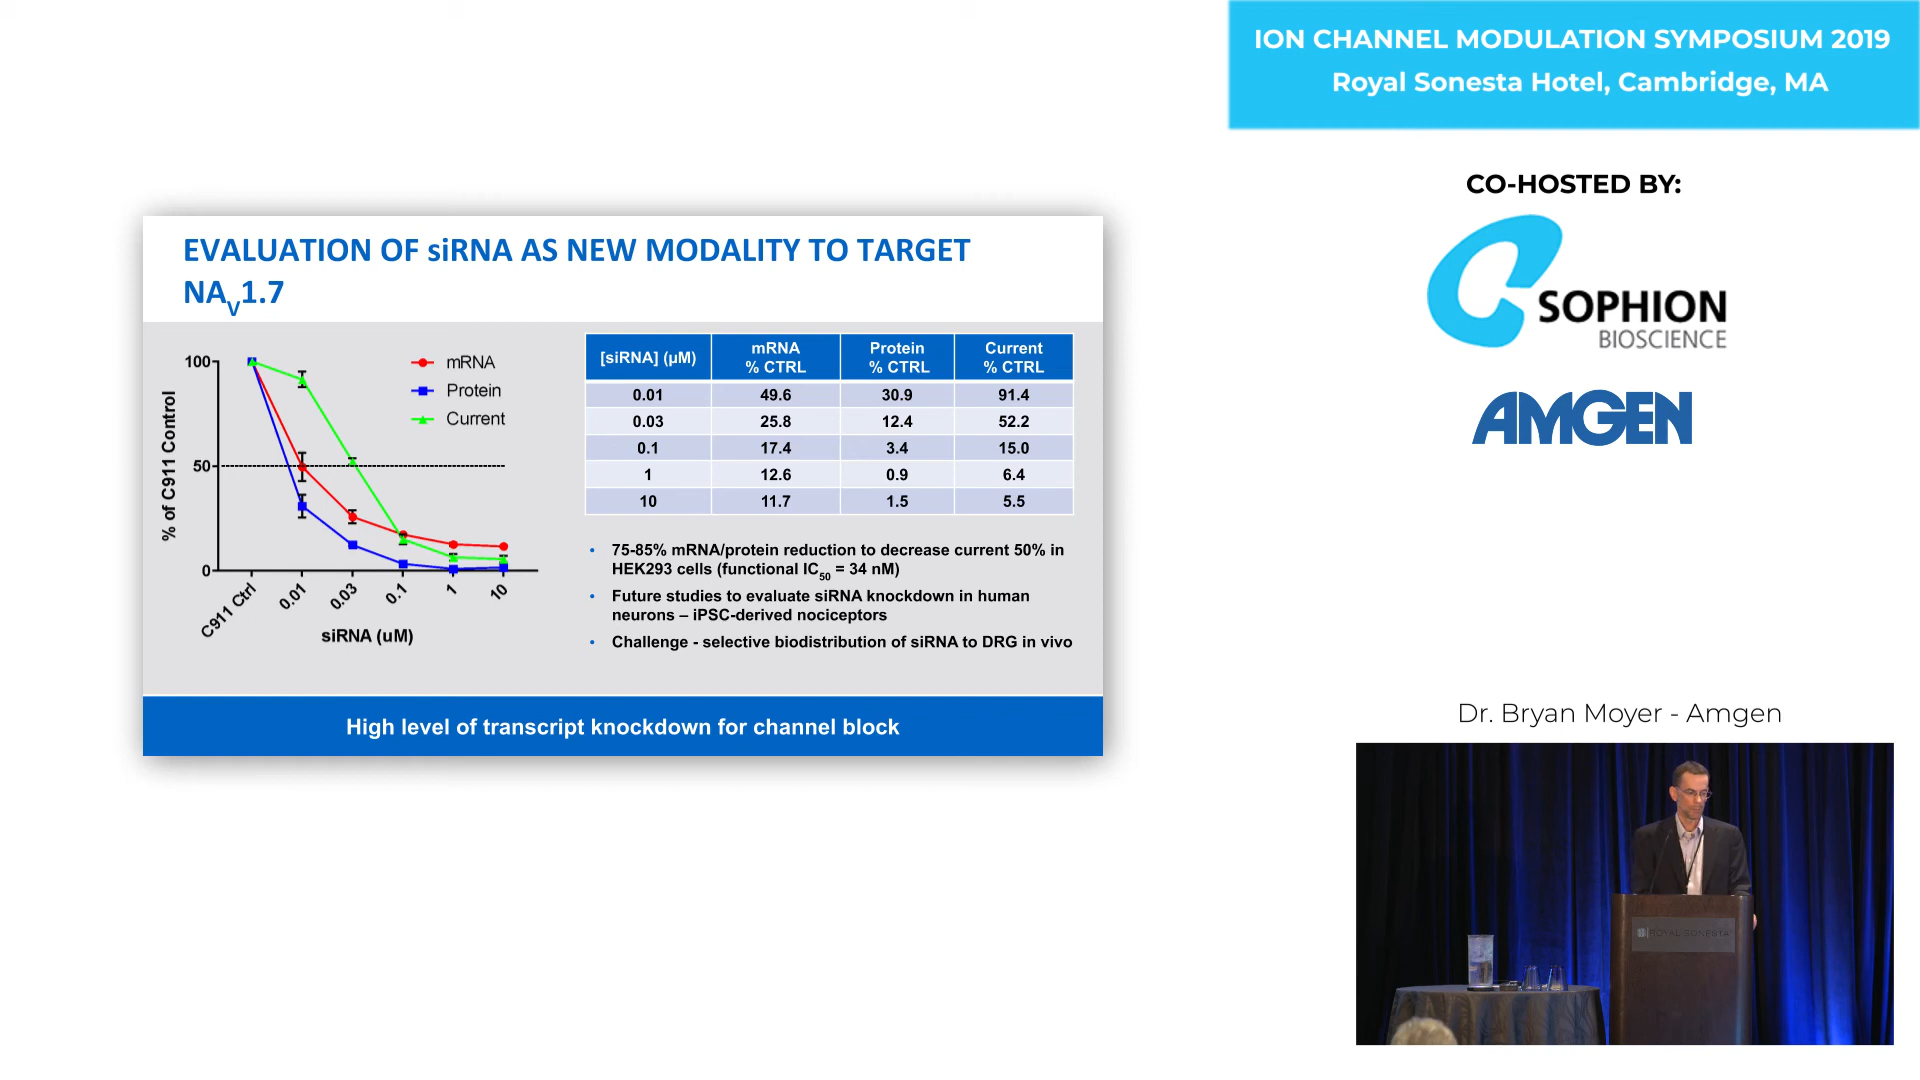 ION CHANNEL MODULATION SYMPOSIUM 2019
Royal Sonesta Hotel, Cambridge, MA
CO-HOSTED BY:
SOPHION
BIOSCIENCE
AMGEN
EVALUATION OF siRNA AS NEW MODALITY TO TARGET
NAV1.7
% of C911 Control
100
50
0
mRNA
Protein
Current
C911 Ctrl
0.01
0.03
0.1
1
10
siRNA (uM)
[siRNA] (µM) mRNA % CTRL Protein % CTRL Current % CTRL
0.01 49.6 30.9 91.4
0.03 25.8 12.4 52.2
0.1 17.4 3.4 15.0
1 12.6 0.9 6.4
10 11.7 1.5 5.5
• 75-85% mRNA/protein reduction to decrease current 50% in
HEK293 cells (functional IC50 = 34 nM)
• Future studies to evaluate siRNA knockdown in human
neurons – iPSC-derived nociceptors
• Challenge - selective biodistribution of siRNA to DRG in vivo
High level of transcript knockdown for channel block
Dr. Bryan Moyer - Amgen
ROYAL SONESTA